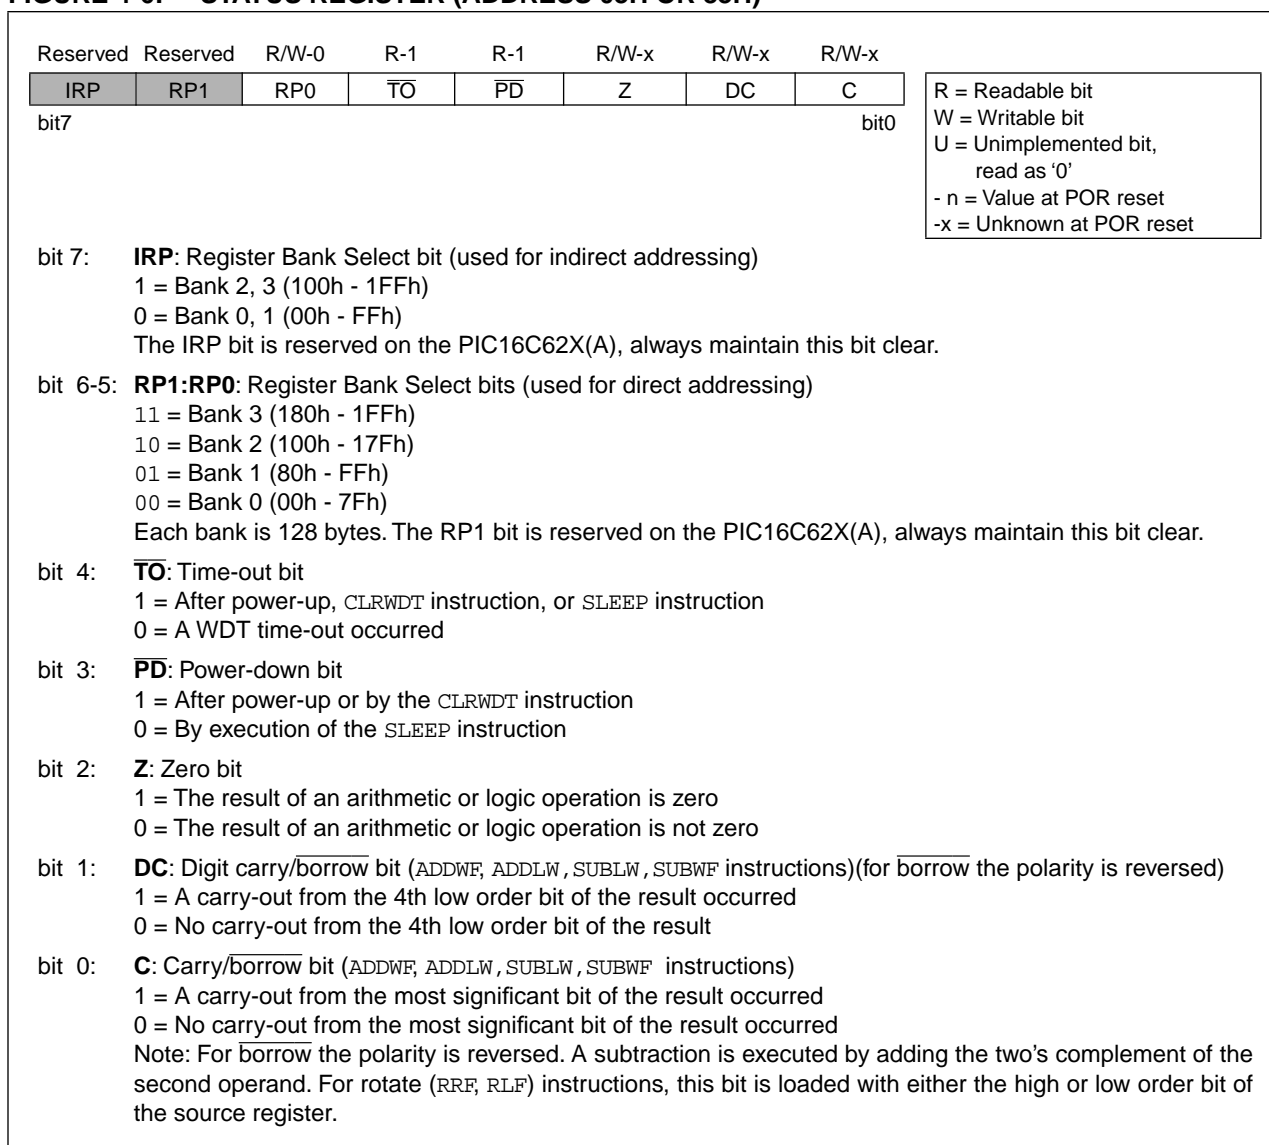 Reserved Reserved R/W-0 R-1 R-1 R/W-x R/W-x R/W-x
IRP RP1 RP0 TO PD Z DC C
bit7 bit0
R = Readable bit
W = Writable bit
U = Unimplemented bit,
read as ‘0’
- n = Value at POR reset
-x = Unknown at POR reset
bit 7: IRP: Register Bank Select bit (used for indirect addressing)
1 = Bank 2, 3 (100h - 1FFh)
0 = Bank 0, 1 (00h - FFh)
The IRP bit is reserved on the PIC16C62X(A), always maintain this bit clear.
bit 6-5: RP1:RP0: Register Bank Select bits (used for direct addressing)
11 = Bank 3 (180h - 1FFh)
10 = Bank 2 (100h - 17Fh)
01 = Bank 1 (80h - FFh)
00 = Bank 0 (00h - 7Fh)
Each bank is 128 bytes. The RP1 bit is reserved on the PIC16C62X(A), always maintain this bit clear.
bit 4: TO: Time-out bit
1 = After power-up, CLRWDT instruction, or SLEEP instruction
0 = A WDT time-out occurred
bit 3: PD: Power-down bit
1 = After power-up or by the CLRWDT instruction
0 = By execution of the SLEEP instruction
bit 2: Z: Zero bit
1 = The result of an arithmetic or logic operation is zero
0 = The result of an arithmetic or logic operation is not zero
bit 1: DC: Digit carry/borrow bit (ADDWF, ADDLW,SUBLW,SUBWF instructions)(for borrow the polarity is reversed)
1 = A carry-out from the 4th low order bit of the result occurred
0 = No carry-out from the 4th low order bit of the result
bit 0: C: Carry/borrow bit (ADDWF, ADDLW,SUBLW,SUBWF instructions)
1 = A carry-out from the most significant bit of the result occurred
0 = No carry-out from the most significant bit of the result occurred
Note: For borrow the polarity is reversed. A subtraction is executed by adding the two’s complement of the
second operand. For rotate (RRF, RLF) instructions, this bit is loaded with either the high or low order bit of
the source register.